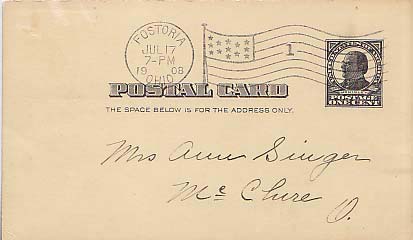 FOSTORIA
JUL 17
7-PM
19 08
OHIO
1
POSTAL CARD
THE SPACE BELOW IS FOR THE ADDRESS ONLY.
POSTAGE
ONE CENT
Mrs Ann Singer
Mc Clure
O.